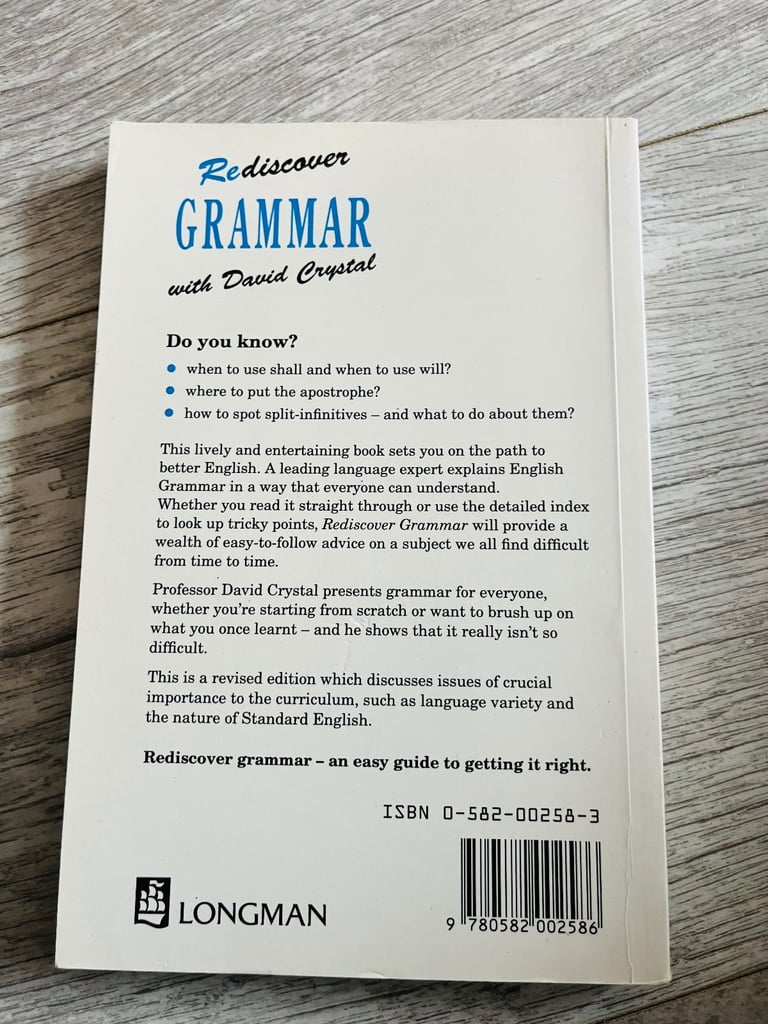 Rediscover
GRAMMAR
with David Crystal
Do you know?
• when to use shall and when to use will?
• where to put the apostrophe?
• how to spot split-infinitives – and what to do about them?
This lively and entertaining book sets you on the path to
better English. A leading language expert explains English
Grammar in a way that everyone can understand.
Whether you read it straight through or use the detailed index
to look up tricky points, Rediscover Grammar will provide a
wealth of easy-to-follow advice on a subject we all find difficult
from time to time.
Professor David Crystal presents grammar for everyone,
whether you're starting from scratch or want to brush up on
what you once learnt – and he shows that it really isn't so
difficult.
This is a revised edition which discusses issues of crucial
importance to the curriculum, such as language variety and
the nature of Standard English.
Rediscover grammar – an easy guide to getting it right.
ISBN 0-582-00258-3
9 780582 002586
LONGMAN